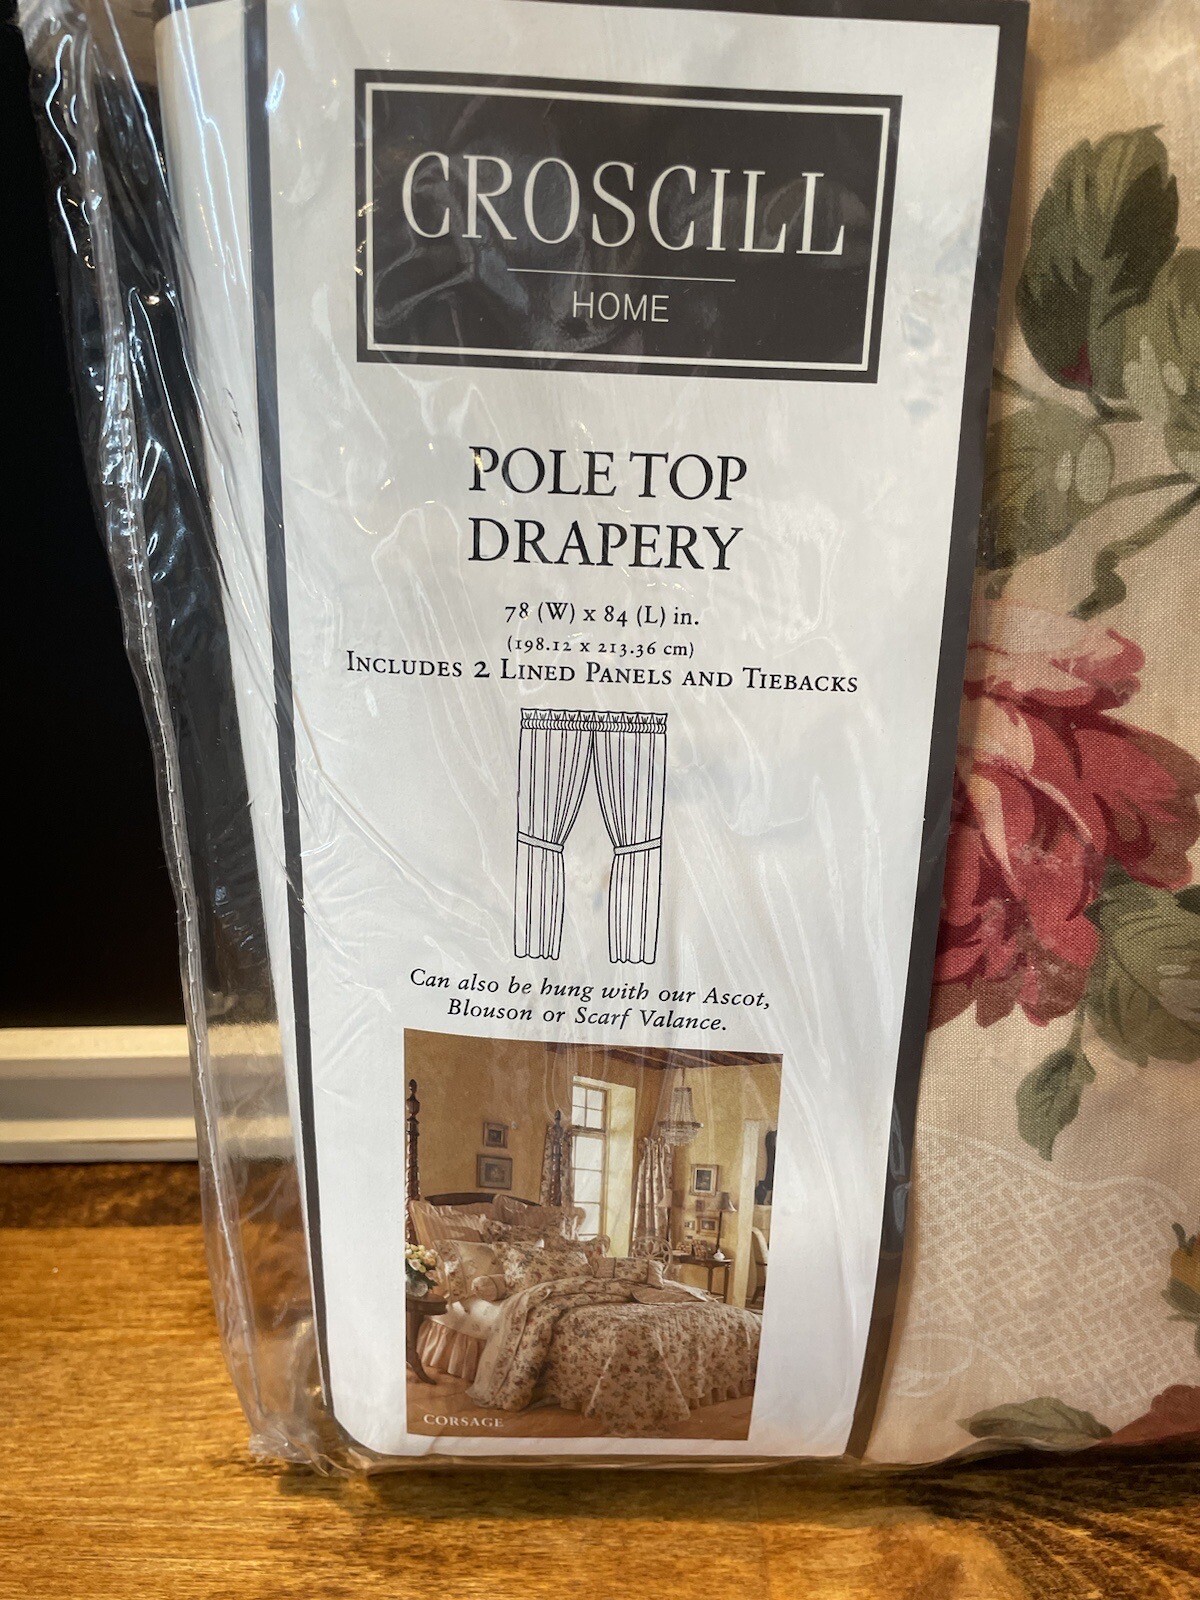 CROSCILL
HOME
POLE TOP
DRAPERY
78 (W) x 84 (L) in.
(198.12 x 213.36 cm)
INCLUDES 2 LINED PANELS AND TIEBACKS
Can also be hung with our Ascot,
Blouson or Scarf Valance.
CORSAGE